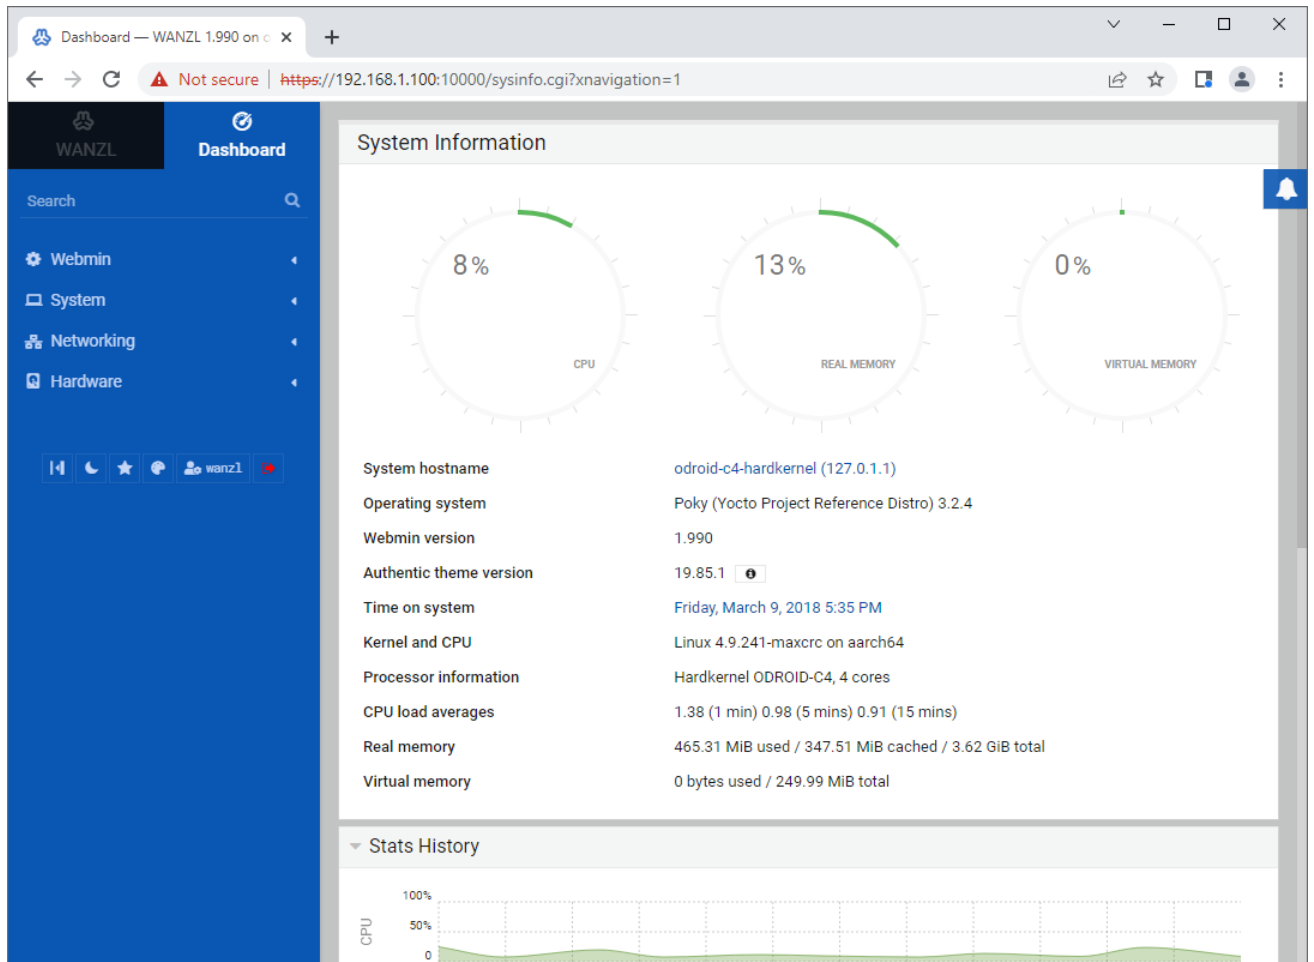 Dashboard — WANZL 1.990 on
Not secure https://192.168.1.100:10000/sysinfo.cgi?xnavigation=1
WANZL
Dashboard
Search
Webmin
System
Networking
Hardware
wanzl
System Information
8%
CPU
13%
REAL MEMORY
0%
VIRTUAL MEMORY
System hostname odroid-c4-hardkernel (127.0.1.1)
Operating system Poky (Yocto Project Reference Distro) 3.2.4
Webmin version 1.990
Authentic theme version 19.85.1
Time on system Friday, March 9, 2018 5:35 PM
Kernel and CPU Linux 4.9.241-maxcrc on aarch64
Processor information Hardkernel ODROID-C4, 4 cores
CPU load averages 1.38 (1 min) 0.98 (5 mins) 0.91 (15 mins)
Real memory 465.31 MiB used / 347.51 MiB cached / 3.62 GiB total
Virtual memory 0 bytes used / 249.99 MiB total
Stats History
CPU
100%
50%
0